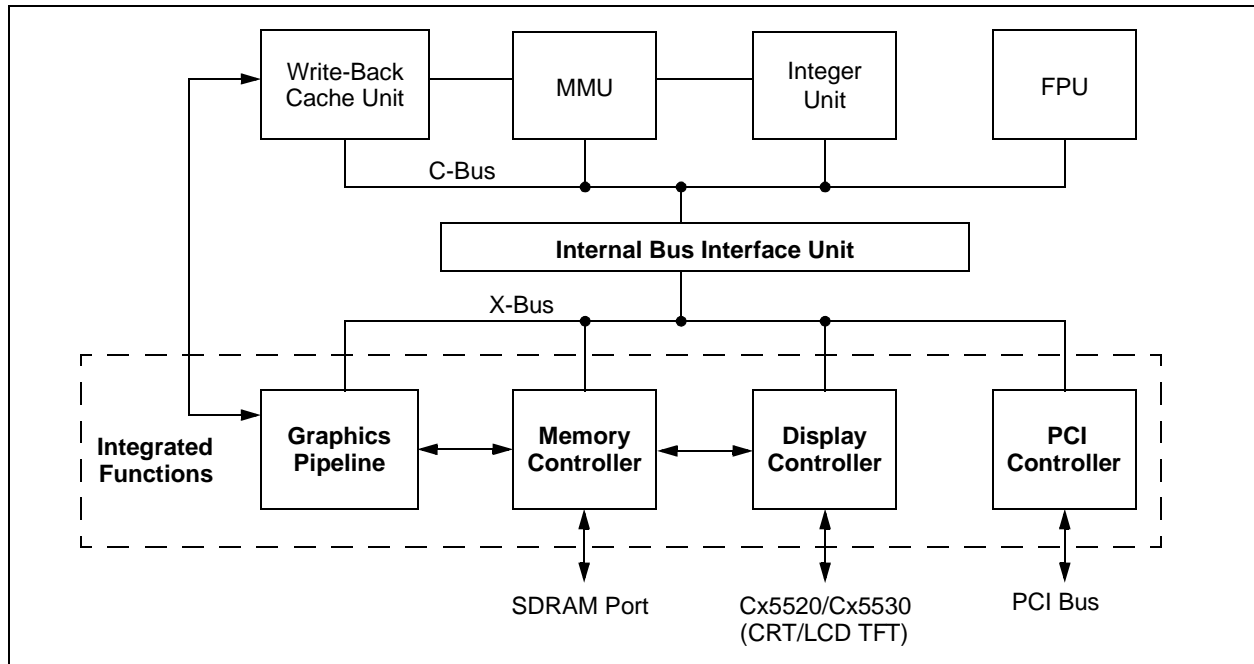 Write-Back
Cache Unit
MMU
Integer
Unit
FPU
C-Bus
Internal Bus Interface Unit
X-Bus
Integrated
Functions
Graphics
Pipeline
Memory
Controller
Display
Controller
PCI
Controller
SDRAM Port
Cx5520/Cx5530
(CRT/LCD TFT)
PCI Bus